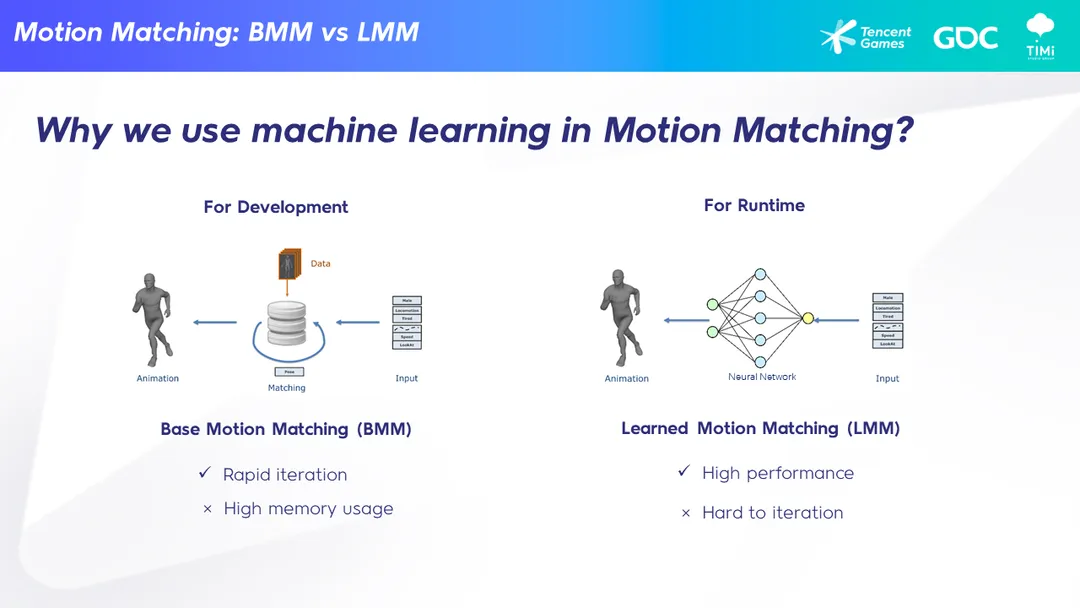 Motion Matching: BMM vs LMM
Tencent
Games
GDC
TiMi
STUDIO GROUP
Why we use machine learning in Motion Matching?
For Development
Data
Male
Locomotion
Tired
Speed
LookAt
Pose
Animation
Matching
Input
Base Motion Matching (BMM)
✓ Rapid iteration
× High memory usage
For Runtime
Male
Locomotion
Tired
Speed
LookAt
Animation
Neural Network
Input
Learned Motion Matching (LMM)
✓ High performance
× Hard to iteration